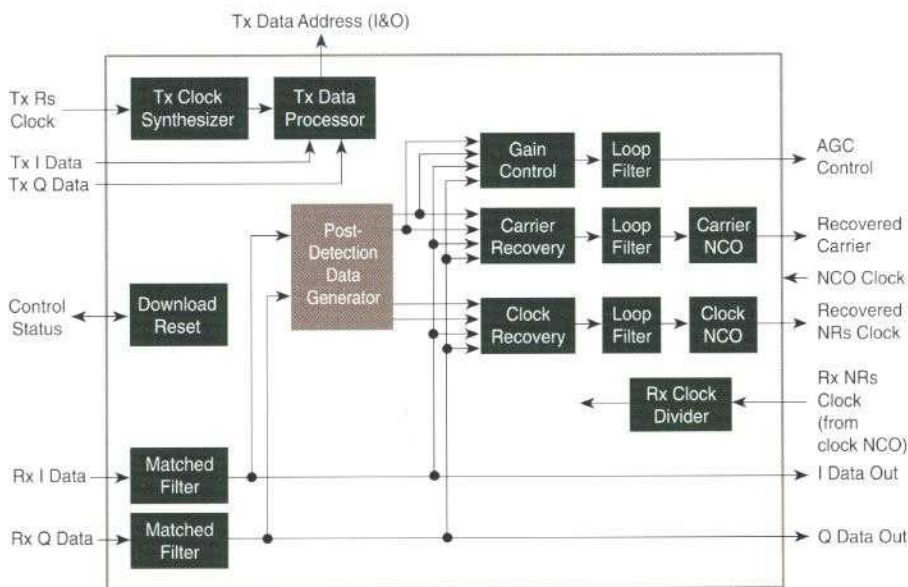 Tx Data Address (I&O)
Tx Rs
Clock
Tx Clock
Synthesizer
Tx Data
Processor
Tx I Data
Tx Q Data
Gain
Control
Loop
Filter
AGC
Control
Post-
Detection
Data
Generator
Carrier
Recovery
Loop
Filter
Carrier
NCO
Recovered
Carrier
NCO Clock
Control
Status
Download
Reset
Clock
Recovery
Loop
Filter
Clock
NCO
Recovered
NRs Clock
Rx Clock
Divider
Rx NRs
Clock
(from
clock NCO)
Rx I Data
Matched
Filter
I Data Out
Rx Q Data
Matched
Filter
Q Data Out